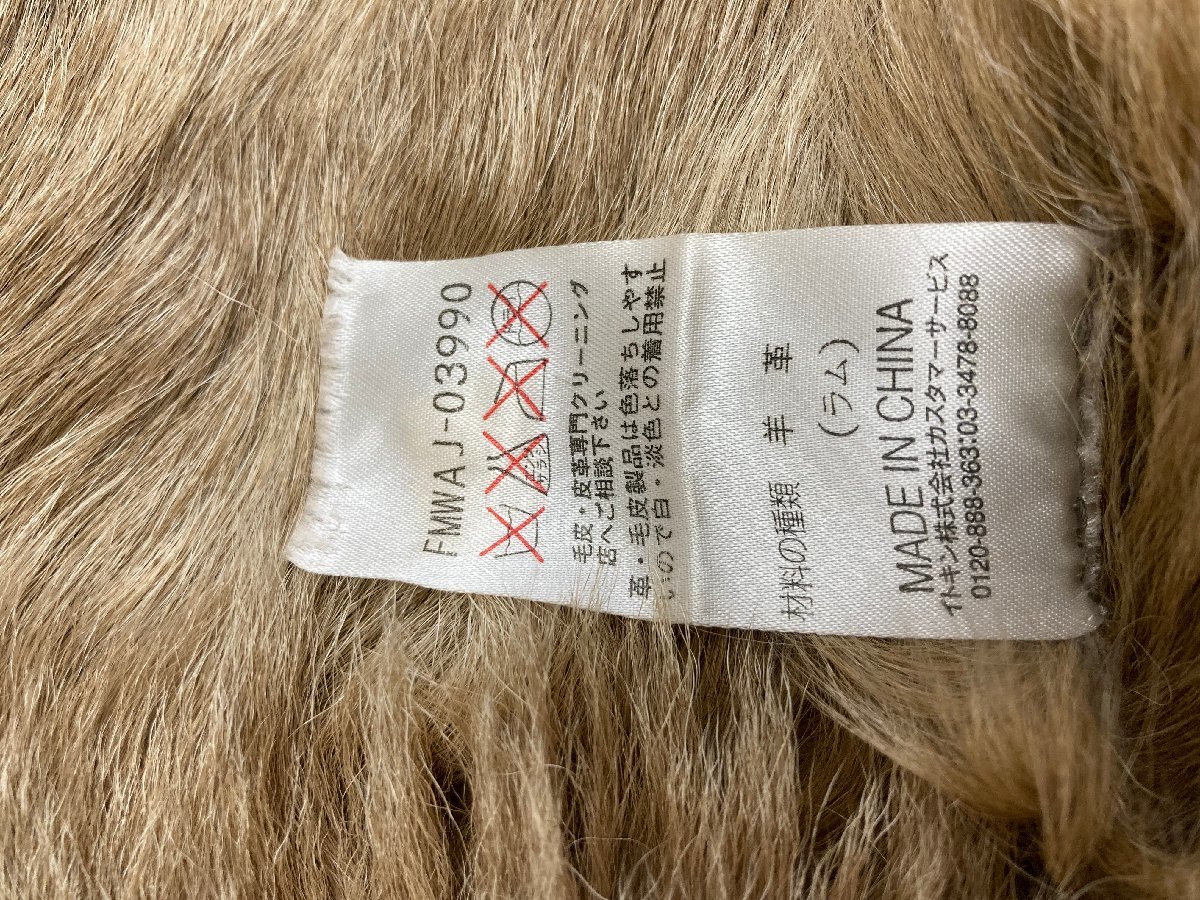 FMWAJ-03990
毛皮・皮革専門クリーニング
店へご相談下さい
革・毛皮製品は色落ちしやす
いので白・淡色との着用禁止
材料の種類 羊 革
(ラム)
MADE IN CHINA
イトキン株式会社カスタマーサービス
0120-888-363:03-3478-8088